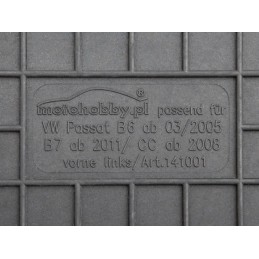 motohobby.pl ® passend für
VW Passat B6 ab 03/2005
B7 ab 2011/ CC ab 2008
vorne links/Art.141001